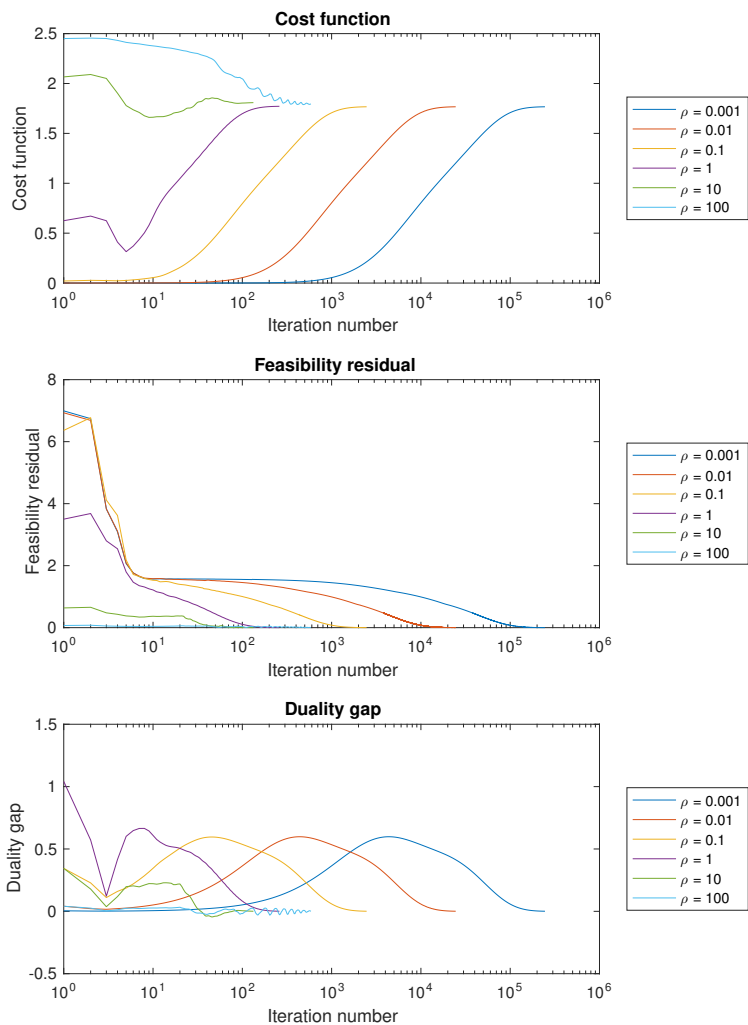 Cost function
2.5
2
1.5
1
0.5
0
Cost function
10^0 10^1 10^2 10^3 10^4 10^5 10^6
Iteration number
ρ = 0.001
ρ = 0.01
ρ = 0.1
ρ = 1
ρ = 10
ρ = 100
Feasibility residual
8
6
4
2
0
Feasibility residual
10^0 10^1 10^2 10^3 10^4 10^5 10^6
Iteration number
ρ = 0.001
ρ = 0.01
ρ = 0.1
ρ = 1
ρ = 10
ρ = 100
Duality gap
1.5
1
0.5
0
-0.5
Duality gap
10^0 10^1 10^2 10^3 10^4 10^5 10^6
Iteration number
ρ = 0.001
ρ = 0.01
ρ = 0.1
ρ = 1
ρ = 10
ρ = 100